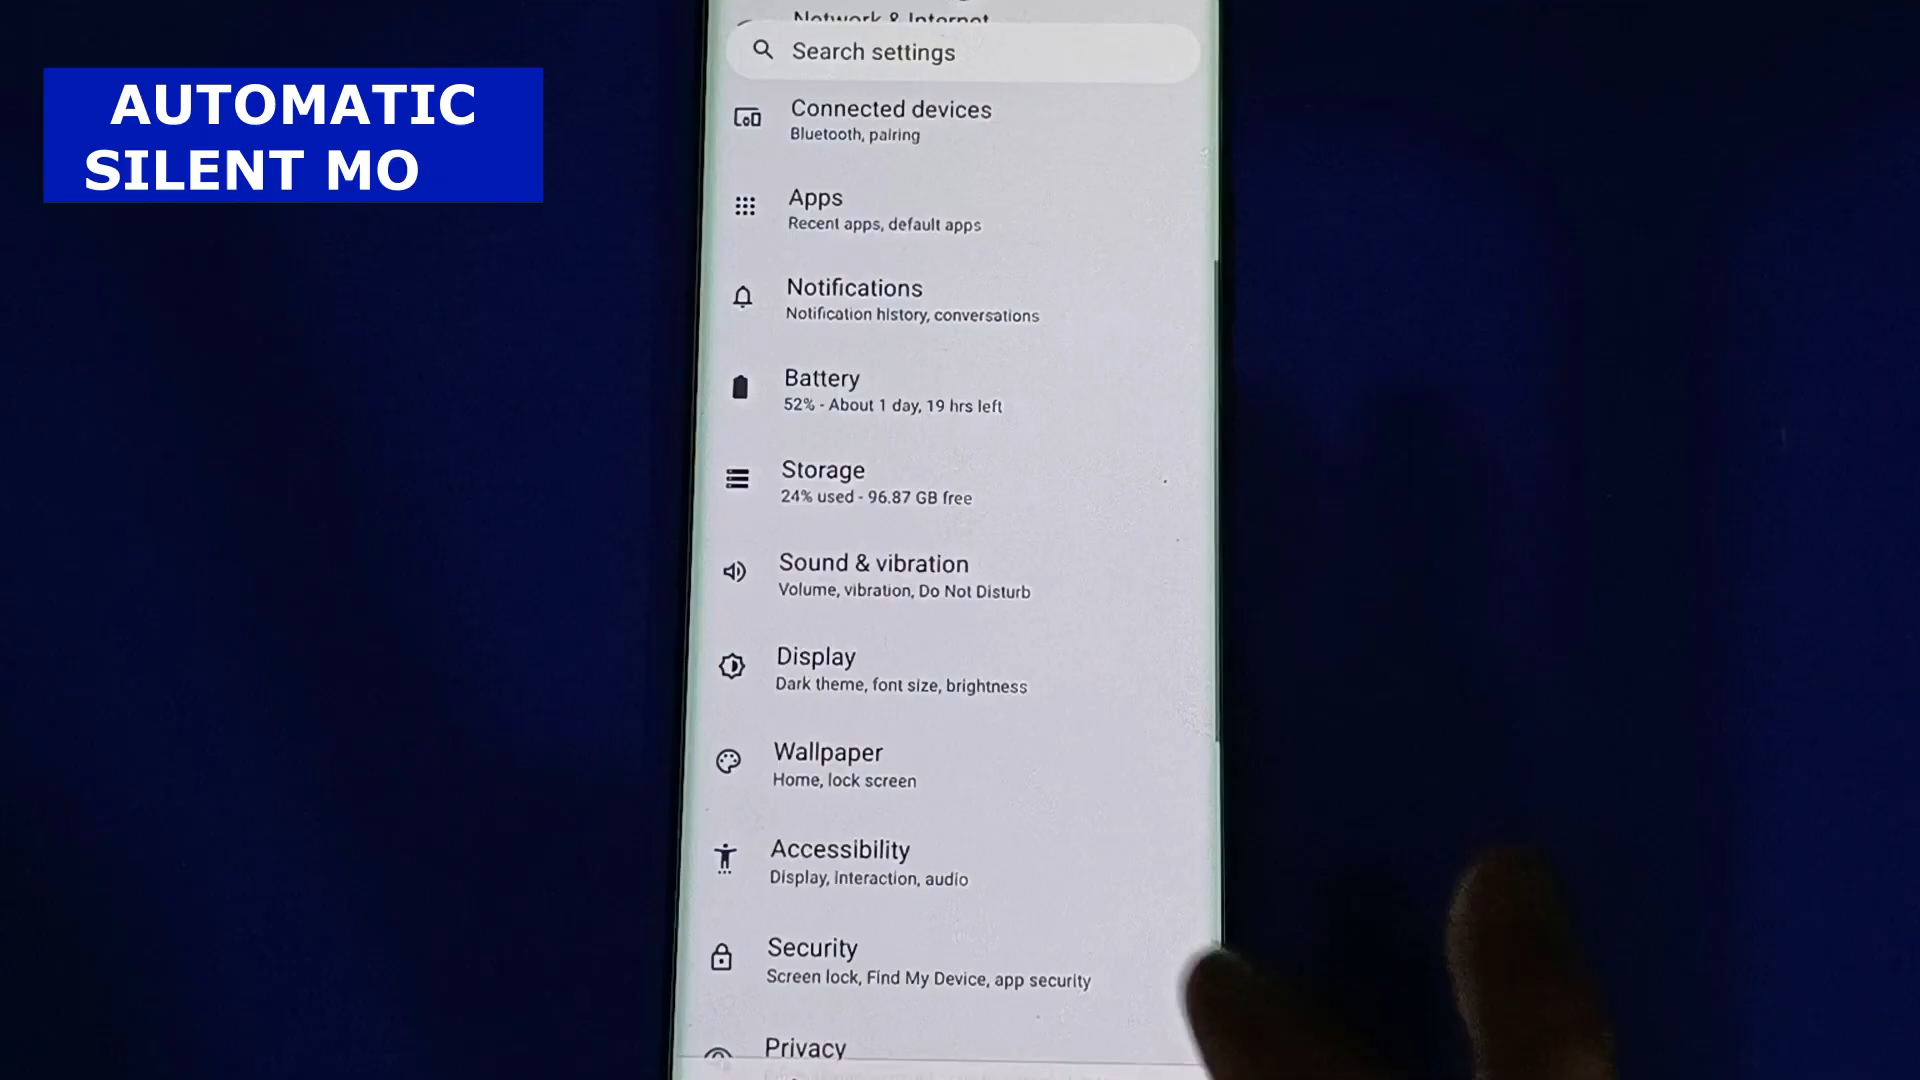 AUTOMATIC
SILENT MO
Network & Internet
Search settings
Connected devices
Bluetooth, pairing
Apps
Recent apps, default apps
Notifications
Notification history, conversations
Battery
52% - About 1 day, 19 hrs left
Storage
24% used - 96.87 GB free
Sound & vibration
Volume, vibration, Do Not Disturb
Display
Dark theme, font size, brightness
Wallpaper
Home, lock screen
Accessibility
Display, interaction, audio
Security
Screen lock, Find My Device, app security
Privacy